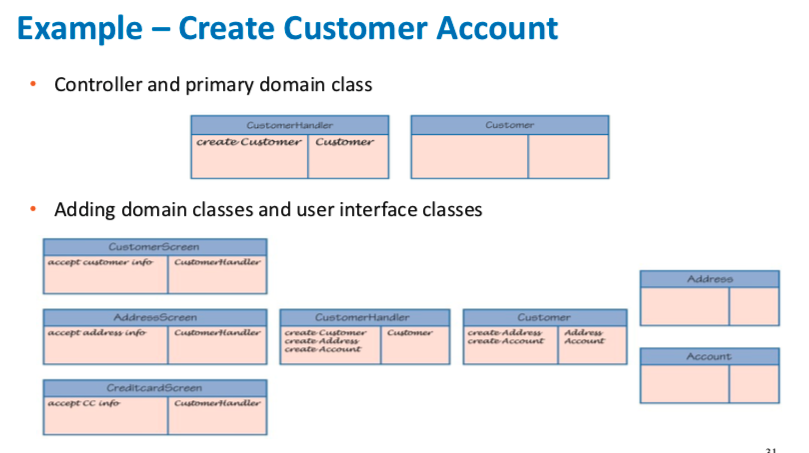 Example – Create Customer Account
• Controller and primary domain class
CustomerHandler
create Customer
Customer
Customer
• Adding domain classes and user interface classes
CustomerScreen
accept customer info
CustomerHandler
AddressScreen
accept address info
CustomerHandler
CreditcardScreen
accept CC info
CustomerHandler
CustomerHandler
create Customer
create Address
create Account
Customer
Customer
create Address
create Account
Address
Account
Address
Account
31